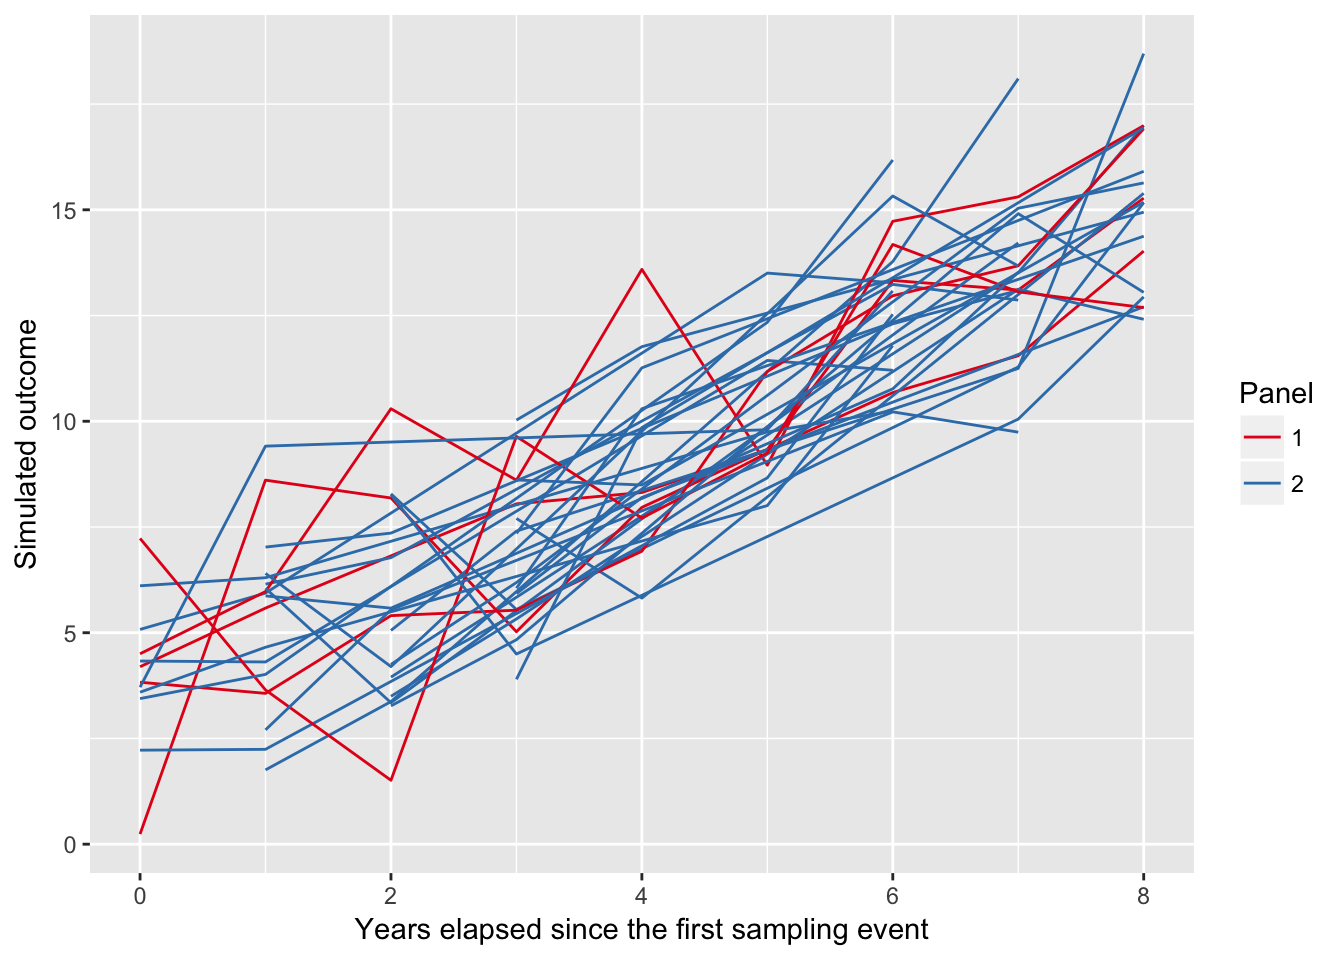 Simulated outcome
15
10
5
0
0 2 4 6 8
Years elapsed since the first sampling event
Panel
1
2